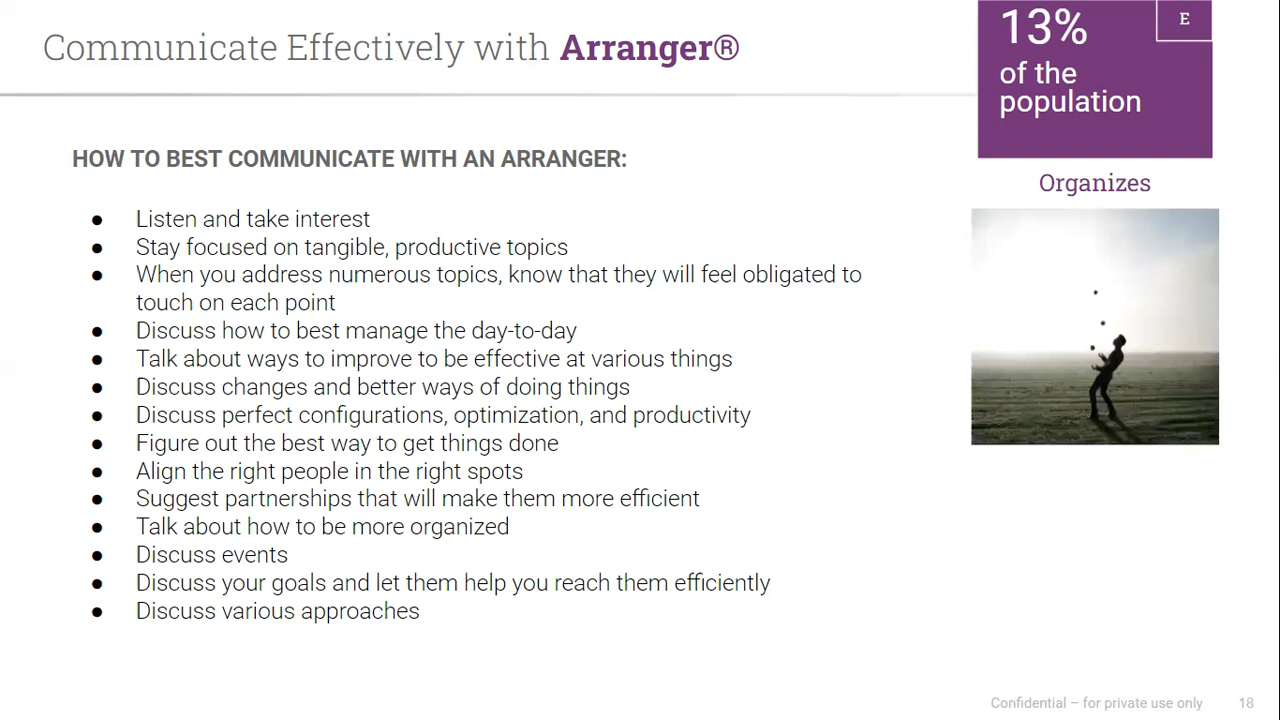 Communicate Effectively with Arranger®
13%
E
of the
population
Organizes
HOW TO BEST COMMUNICATE WITH AN ARRANGER:
● Listen and take interest
● Stay focused on tangible, productive topics
● When you address numerous topics, know that they will feel obligated to
touch on each point
● Discuss how to best manage the day-to-day
● Talk about ways to improve to be effective at various things
● Discuss changes and better ways of doing things
● Discuss perfect configurations, optimization, and productivity
● Figure out the best way to get things done
● Align the right people in the right spots
● Suggest partnerships that will make them more efficient
● Talk about how to be more organized
● Discuss events
● Discuss your goals and let them help you reach them efficiently
● Discuss various approaches
Confidential – for private use only 18